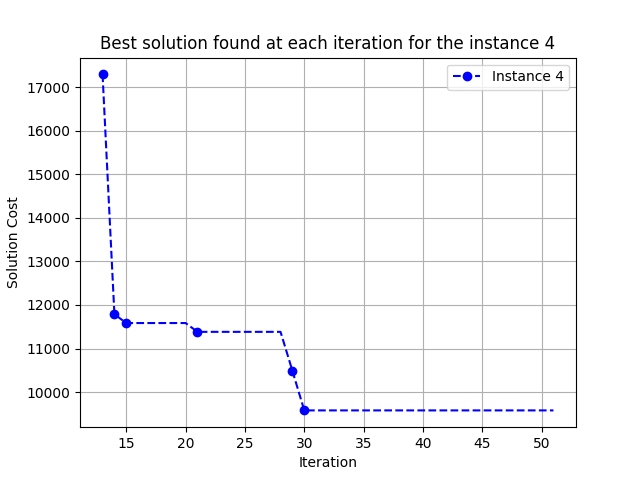 Best solution found at each iteration for the instance 4
Instance 4
Solution Cost
17000
16000
15000
14000
13000
12000
11000
10000
15 20 25 30 35 40 45 50
Iteration